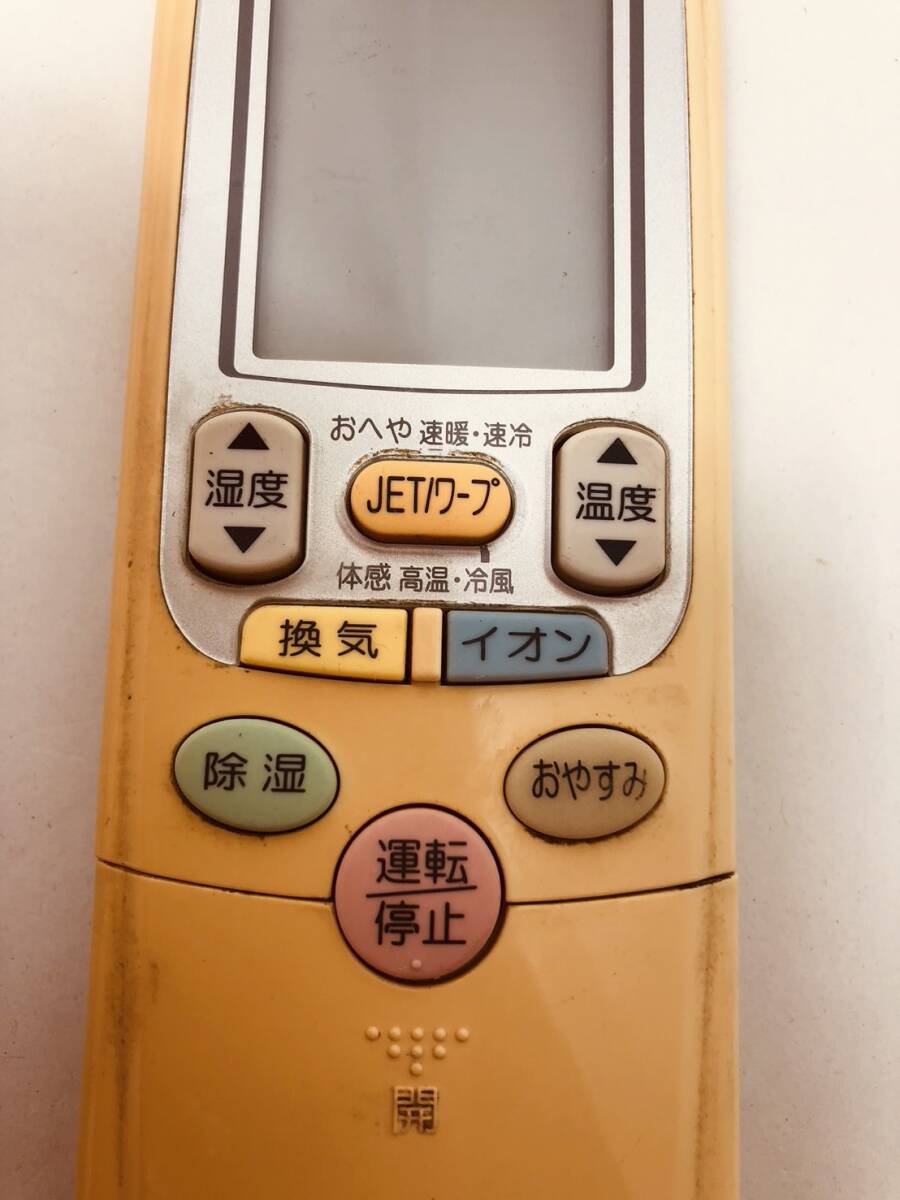 おへや 速暖・速冷
▲
湿度
▼
JET/ワープ
▲
温度
▼
体感 高温・冷風
換気
イオン
除湿
おやすみ
運転
停止
開